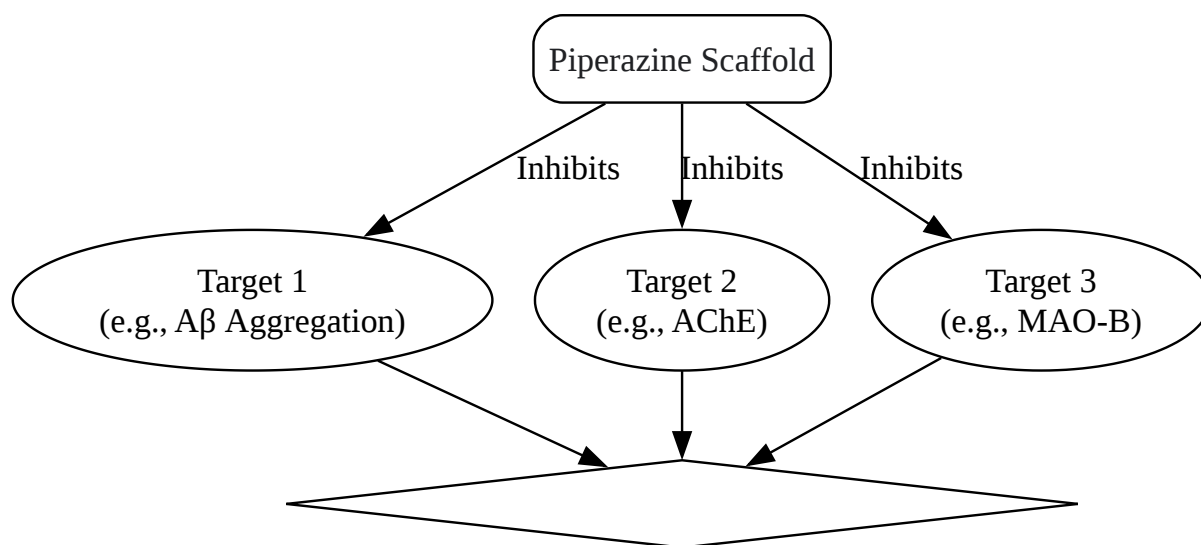 Piperazine Scaffold
Inhibits
Inhibits
Inhibits
Target 1
(e.g., Aβ Aggregation)
Target 2
(e.g., AChE)
Target 3
(e.g., MAO-B)